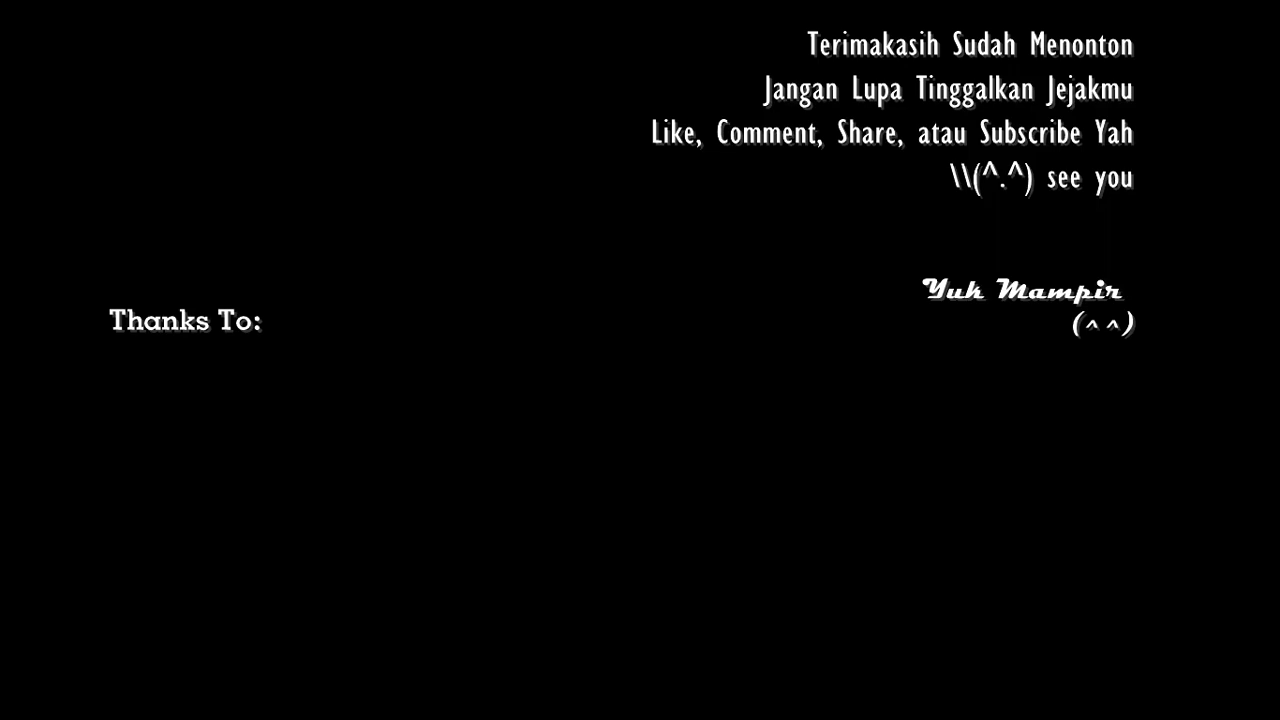 Terimakasih Sudah Menonton
Jangan Lupa Tinggalkan Jejakmu
Like, Comment, Share, atau Subscribe Yah
\\(^.^) see you
Yuk Mampir
(^ ^)
Thanks To: